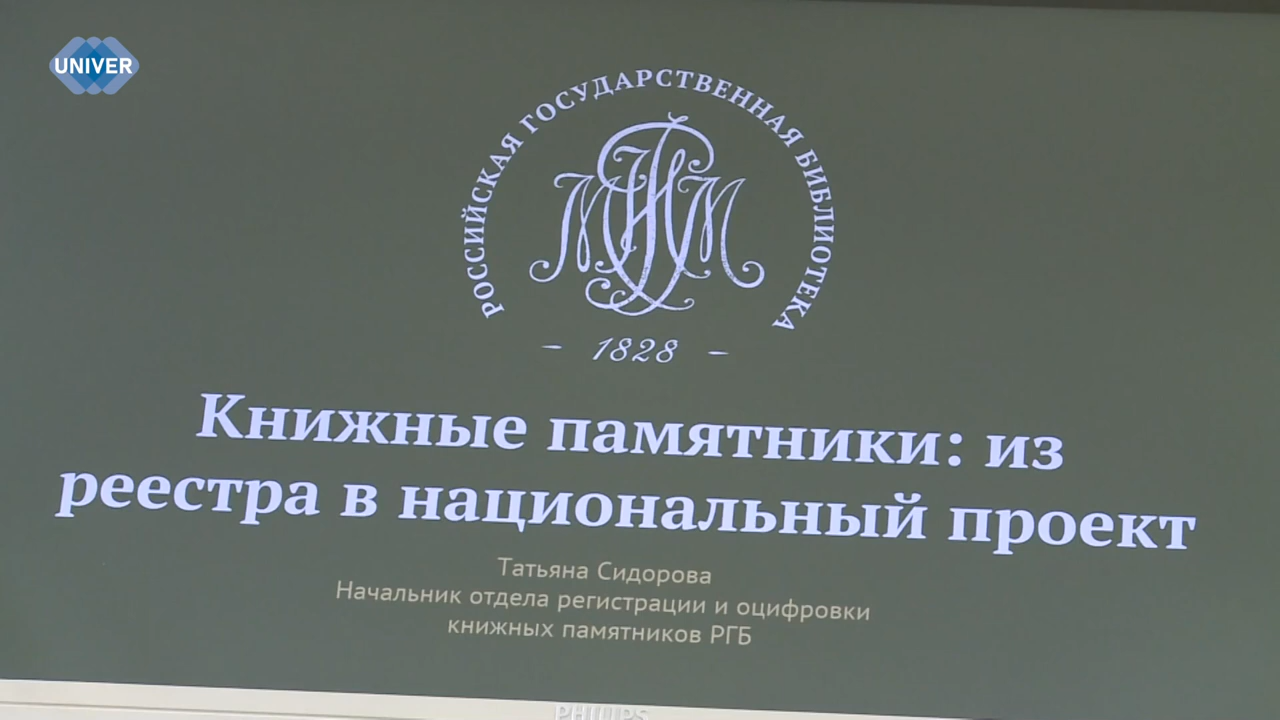 UNIVER
РОССИЙСКАЯ ГОСУДАРСТВЕННАЯ БИБЛИОТЕКА
– 1828 –
Книжные памятники: из
реестра в национальный проект
Татьяна Сидорова
Начальник отдела регистрации и оцифровки
книжных памятников РГБ
PHILIPS